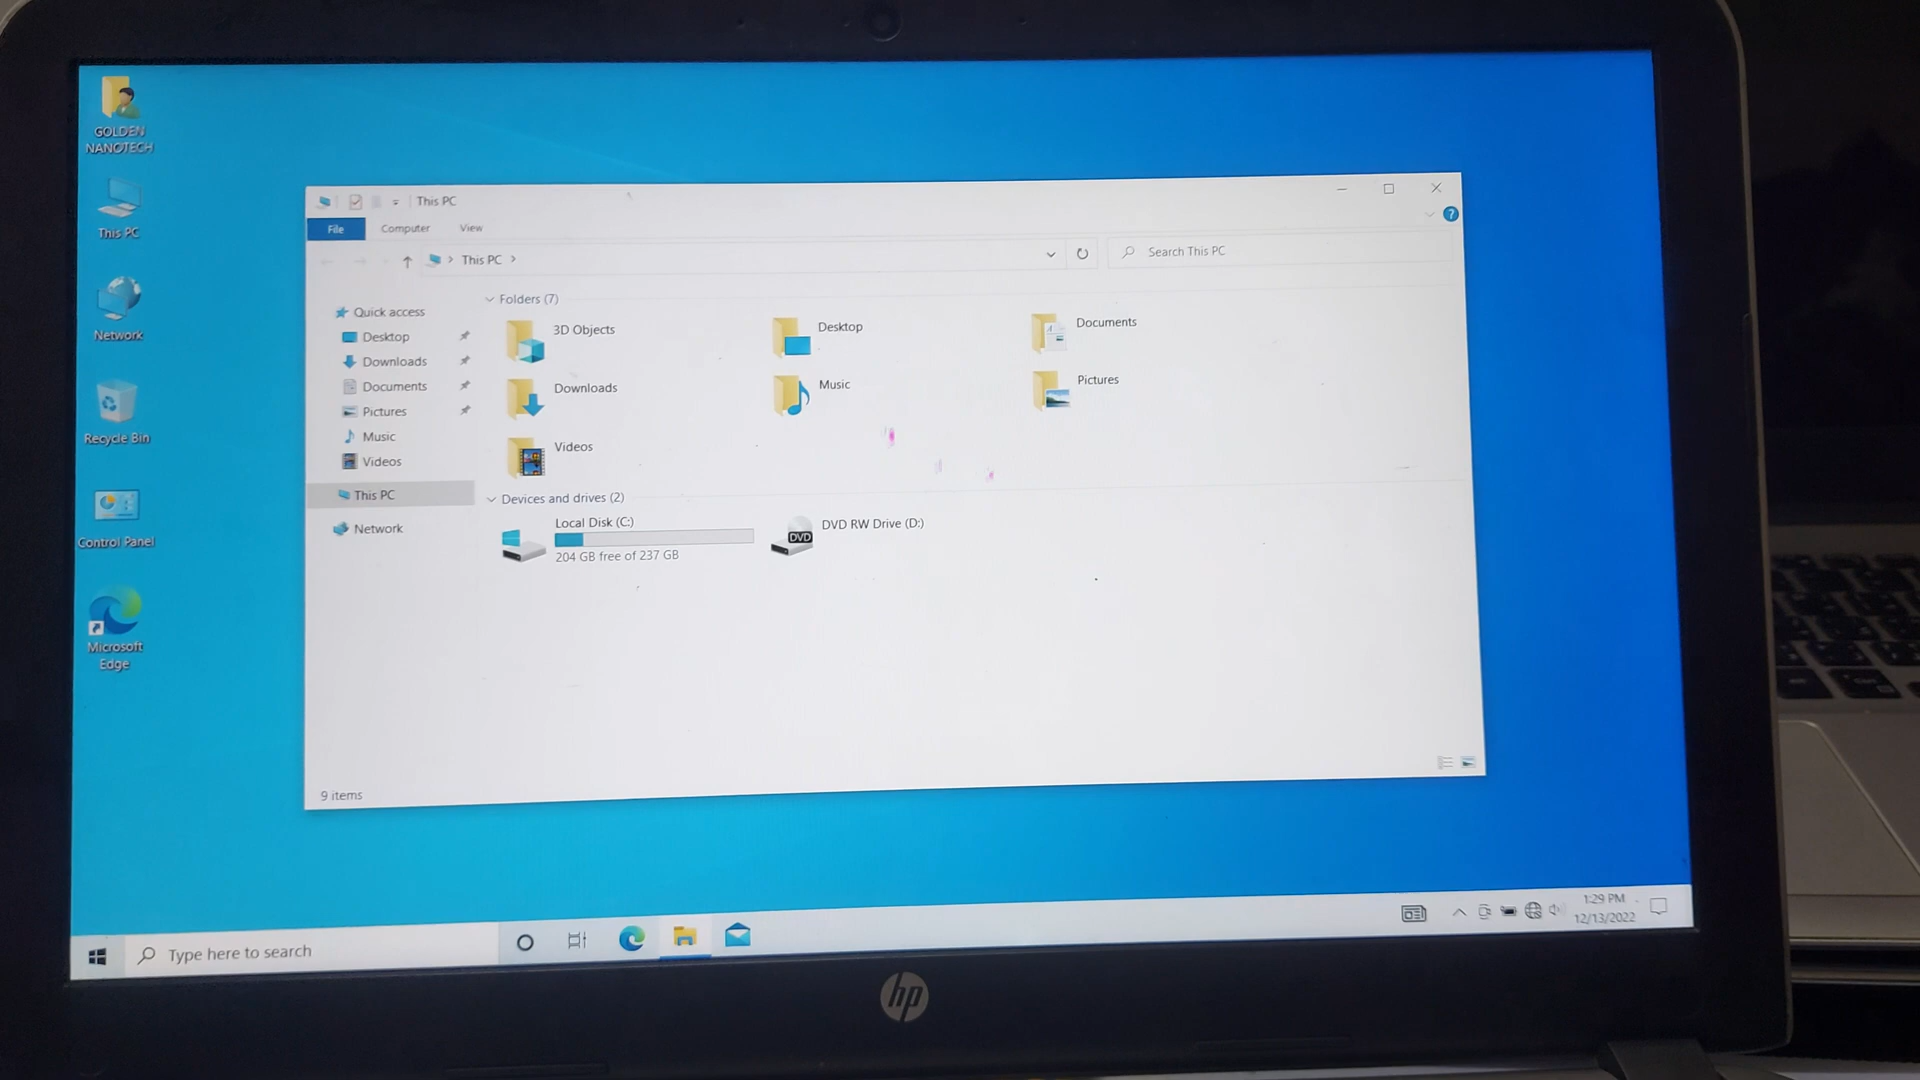 GOLDEN
NANOTECH
This PC
Network
Recycle Bin
Control Panel
Microsoft
Edge
This PC
File
Computer
View
?
This PC
Search This PC
Quick access
Desktop
Downloads
Documents
Pictures
Music
Videos
This PC
Network
Folders (7)
3D Objects
Desktop
Documents
Downloads
Music
Pictures
Videos
Devices and drives (2)
Local Disk (C:)
204 GB free of 237 GB
DVD
DVD RW Drive (D:)
9 items
Type here to search
1:29 PM
12/13/2022
hp